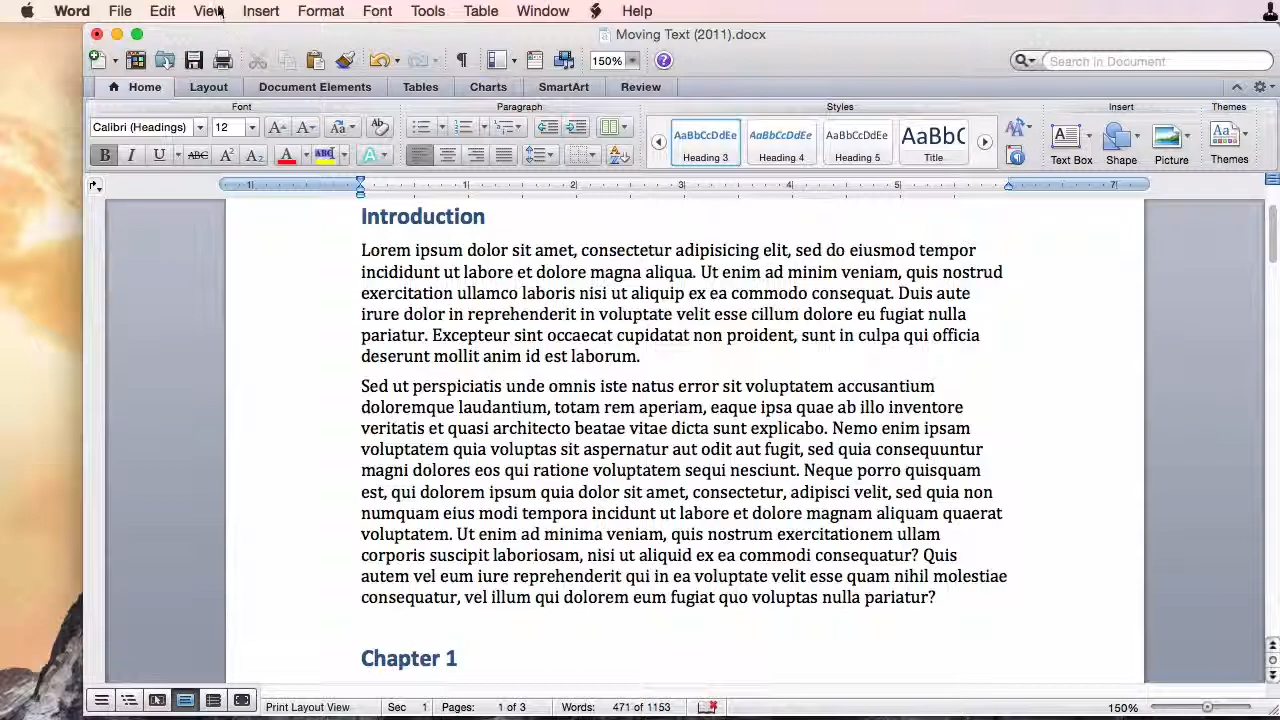 Word File Edit View Insert Format Font Tools Table Window Help
Moving Text (2011).docx
150% Search in Document
Home Layout Document Elements Tables Charts SmartArt Review
Font Paragraph Styles Insert Themes
Calibri (Headings) 12 A A Aa Abc
AaBbCcDdEe AaBbCcDdEe AaBbCcDdEe AaBbC
Heading 3 Heading 4 Heading 5 Title Text Box Shape Picture Themes
B I U ABC A2 A2 A ABC A
1 1 2 3 4 5 7
Introduction
Lorem ipsum dolor sit amet, consectetur adipisicing elit, sed do eiusmod tempor
incididunt ut labore et dolore magna aliqua. Ut enim ad minim veniam, quis nostrud
exercitation ullamco laboris nisi ut aliquip ex ea commodo consequat. Duis aute
irure dolor in reprehenderit in voluptate velit esse cillum dolore eu fugiat nulla
pariatur. Excepteur sint occaecat cupidatat non proident, sunt in culpa qui officia
deserunt mollit anim id est laborum.
Sed ut perspiciatis unde omnis iste natus error sit voluptatem accusantium
doloremque laudantium, totam rem aperiam, eaque ipsa quae ab illo inventore
veritatis et quasi architecto beatae vitae dicta sunt explicabo. Nemo enim ipsam
voluptatem quia voluptas sit aspernatur aut odit aut fugit, sed quia consequuntur
magni dolores eos qui ratione voluptatem sequi nesciunt. Neque porro quisquam
est, qui dolorem ipsum quia dolor sit amet, consectetur, adipisci velit, sed quia non
numquam eius modi tempora incidunt ut labore et dolore magnam aliquam quaerat
voluptatem. Ut enim ad minima veniam, quis nostrum exercitationem ullam
corporis suscipit laboriosam, nisi ut aliquid ex ea commodi consequatur? Quis
autem vel eum iure reprehenderit qui in ea voluptate velit esse quam nihil molestiae
consequatur, vel illum qui dolorem eum fugiat quo voluptas nulla pariatur?
Chapter 1
Print Layout View Sec 1 Pages: 1 of 3 Words: 471 of 1153 150%